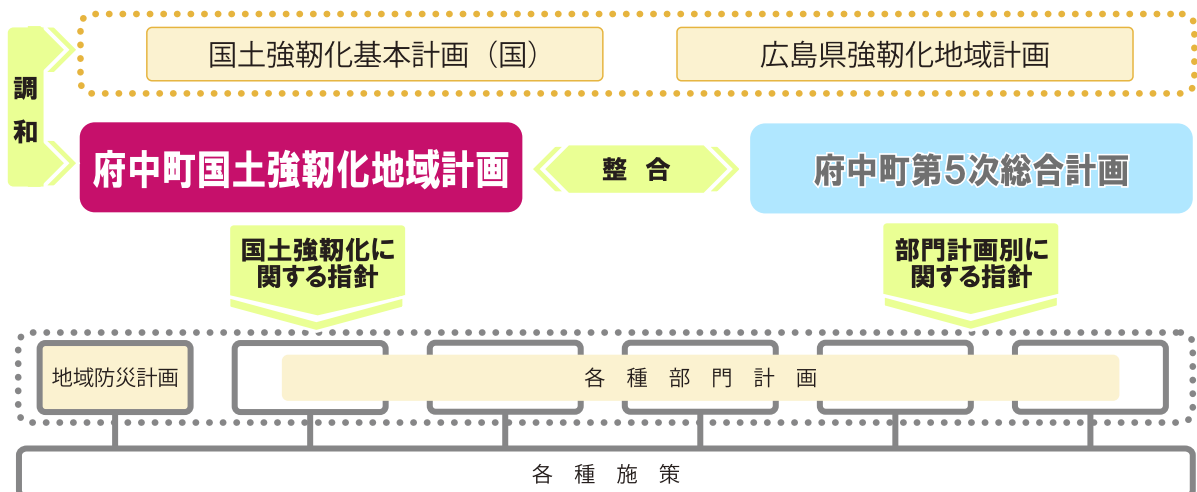 国土強靭化基本計画（国）
広島県強靭化地域計画
調和
府中町国土強靭化地域計画
整合
府中町第5次総合計画
国土強靭化に
関する指針
部門計画別に
関する指針
地域防災計画
各種部門計画
各種施策